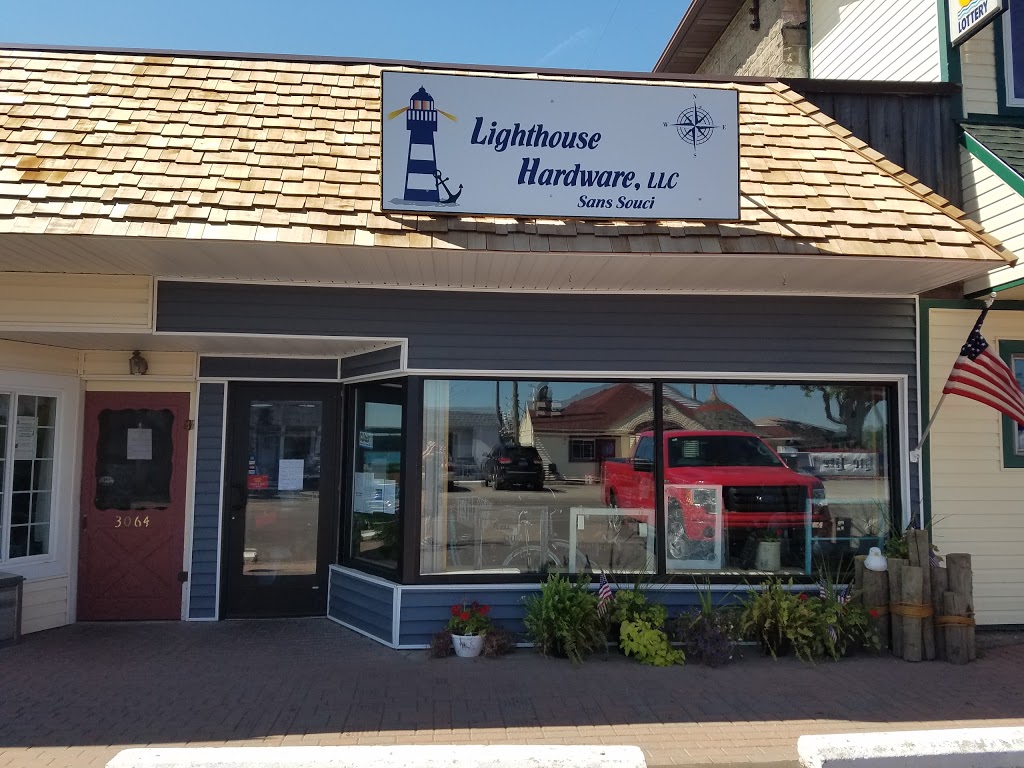 LOTTERY
Lighthouse
Hardware, LLC
Sans Souci
N
W E
S
3064